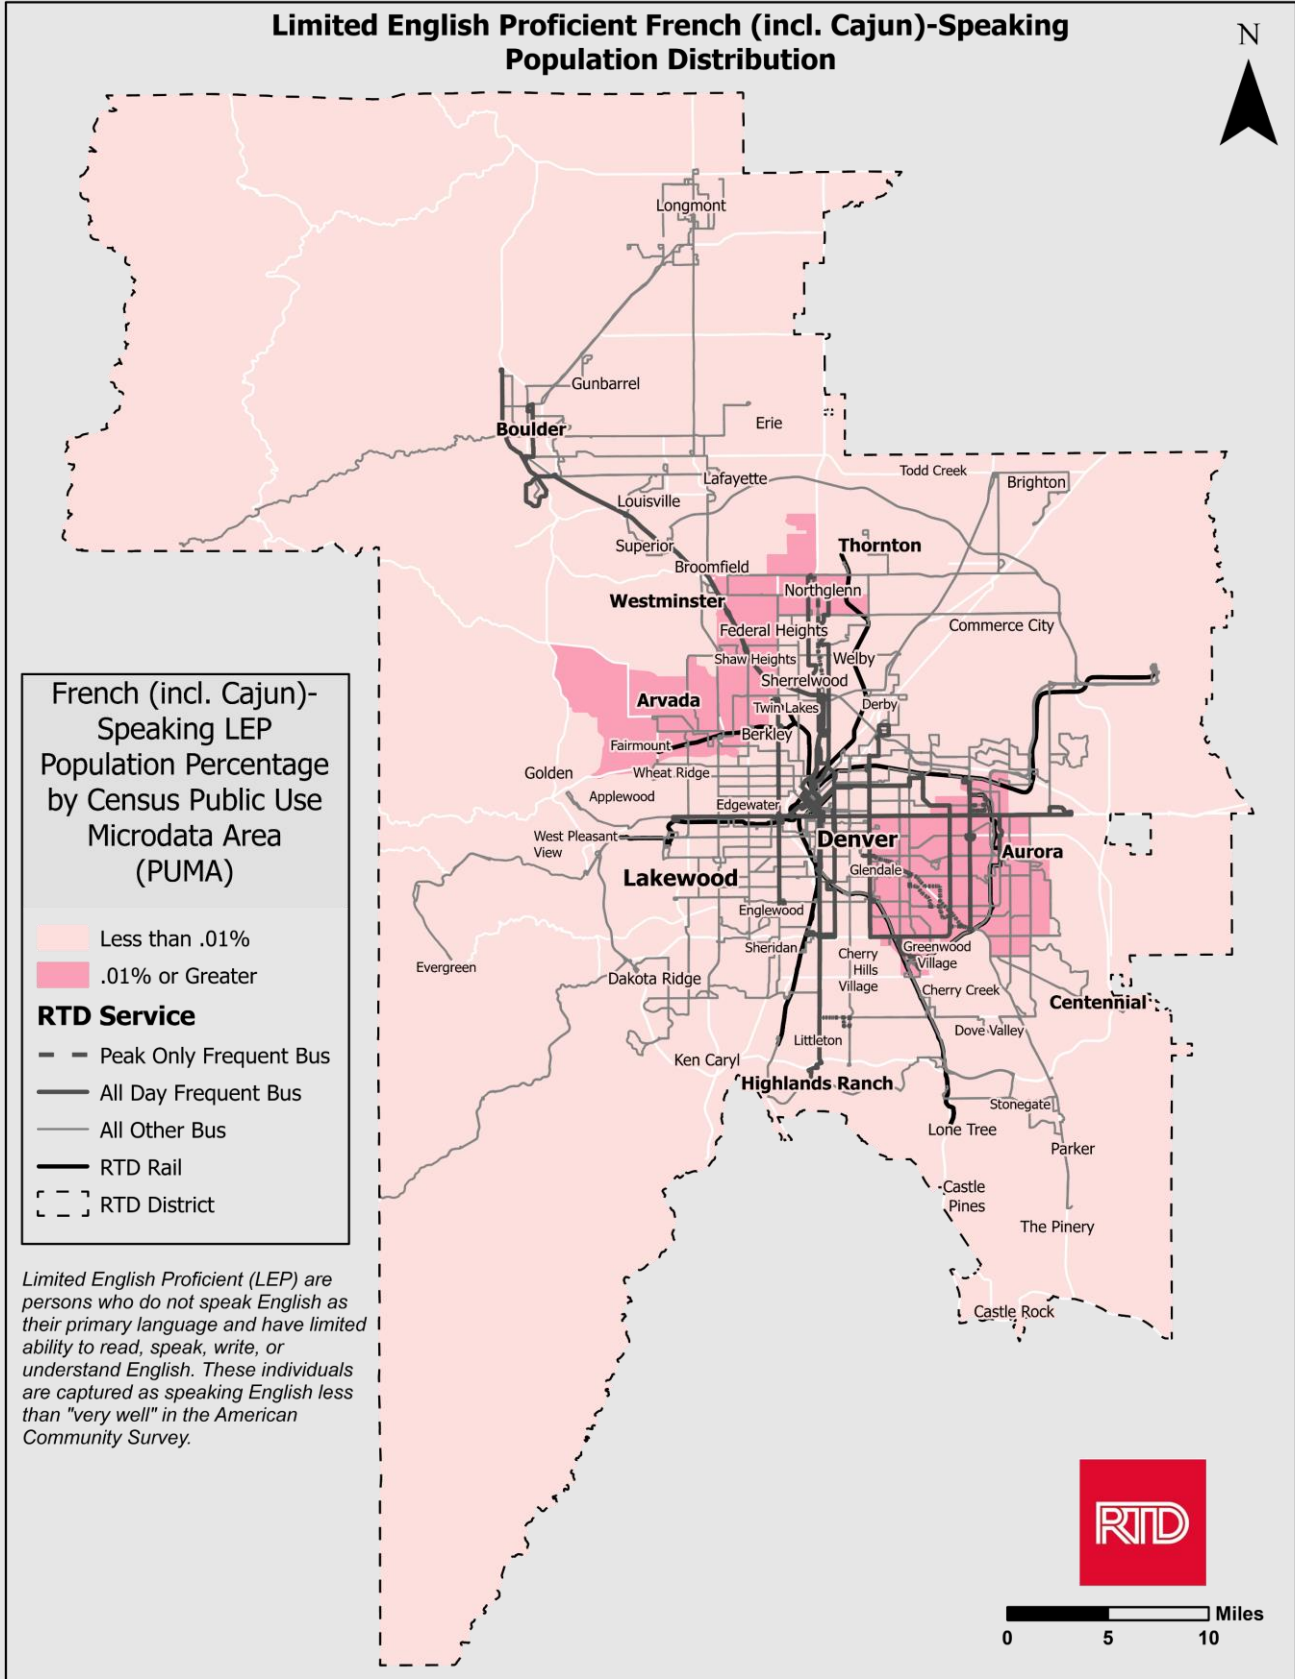 Limited English Proficient French (incl. Cajun)-Speaking
Population Distribution
N
Longmont
Gunbarrel
Boulder
Erie
Todd Creek
Lafayette
Brighton
Louisville
Superior
Thornton
Broomfield
Northglenn
Westminster
Commerce City
Federal Heights
Shaw Heights
Welby
Sherrelwood
Arvada
Twin Lakes
Derby
Berkley
Fairmount
Golden
Wheat Ridge
Applewood
Edgewater
West Pleasant
View
Denver
Aurora
Glendale
Lakewood
Englewood
Sheridan
Greenwood
Village
Cherry
Hills
Village
Evergreen
Dakota Ridge
Cherry Creek
Centennial
Dove Valley
Littleton
Ken Caryl
Highlands Ranch
Stonegate
Lone Tree
Parker
Castle
Pines
The Pinery
Castle Rock
French (incl. Cajun)-
Speaking LEP
Population Percentage
by Census Public Use
Microdata Area
(PUMA)
Less than .01%
.01% or Greater
RTD Service
Peak Only Frequent Bus
All Day Frequent Bus
All Other Bus
RTD Rail
RTD District
Limited English Proficient (LEP) are
persons who do not speak English as
their primary language and have limited
ability to read, speak, write, or
understand English. These individuals
are captured as speaking English less
than "very well" in the American
Community Survey.
RTD
Miles
0 5 10